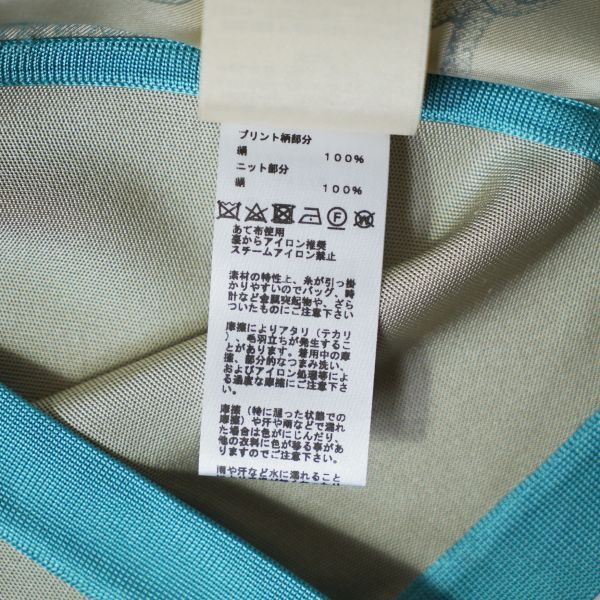 プリント柄部分
絹 100%
ニット部分
絹 100%
あて布使用
裏からアイロン推奨
スチームアイロン禁止
素材の特性上、糸が引っ掛
かりやすいのでバッグ、時
計など金属突起物や、ざら
ついたものにご注意下さい
摩擦によりアタリ（テカリ
）、毛羽立ちが発生するこ
とがあります。着用中の摩
擦、部分的なつまみ洗い、
およびアイロン処理等によ
る過度な摩擦にご注意下さ
い
摩擦（特に湿った状態での
摩擦）や汗や雨などで濡れ
た場合は色がにじんだり、
他の衣料に色が移る事があ
りますのでご注意下さい。
雨や汗など水に濡れること